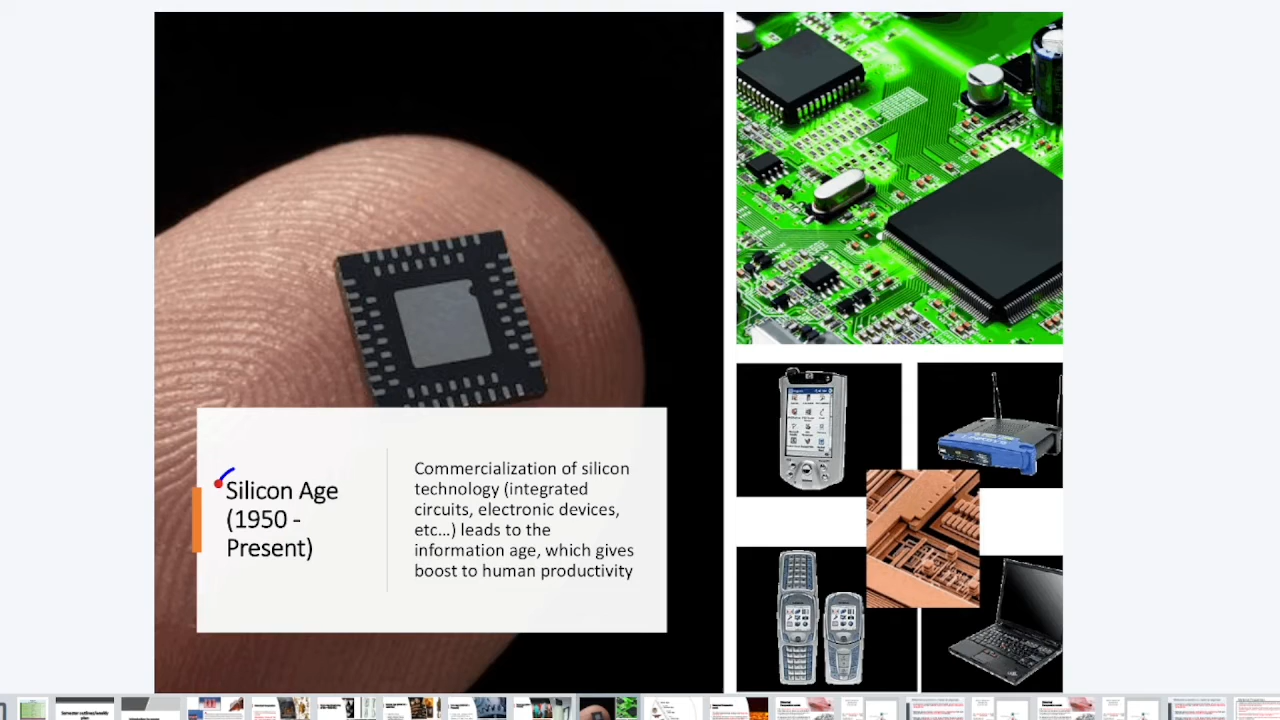 Silicon Age
(1950 -
Present)
Commercialization of silicon
technology (integrated
circuits, electronic devices,
etc…) leads to the
information age, which gives
boost to human productivity